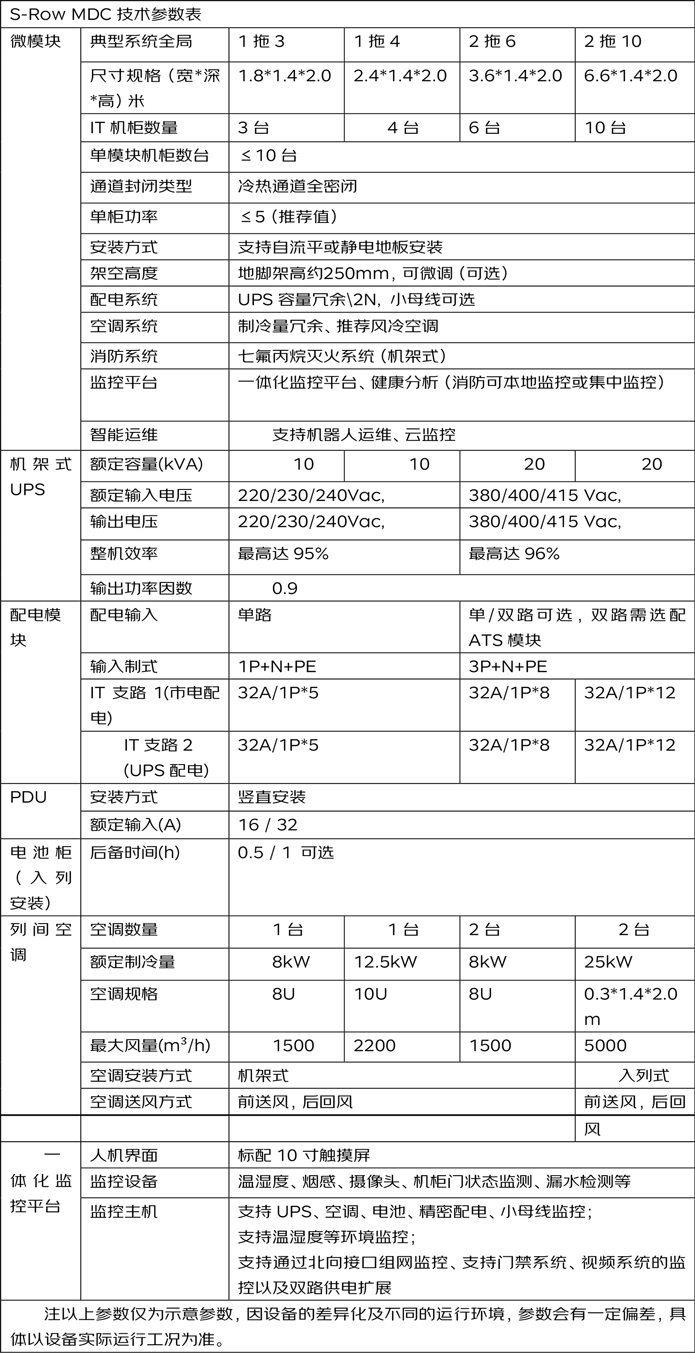 S-Row MDC 技术参数表
微模块 典型系统全局 1 拖 3 1 拖 4 2 拖 6 2 拖 10
尺寸规格（宽*深 1.8*1.4*2.0 2.4*1.4*2.0 3.6*1.4*2.0 6.6*1.4*2.0
*高）米
IT 机柜数量 3 台 4 台 6 台 10 台
单模块机柜数台 ≤10 台
通道封闭类型 冷热通道全密闭
单柜功率 ≤5（推荐值）
安装方式 支持自流平或静电地板安装
架空高度 地脚架高约250mm，可微调（可选）
配电系统 UPS 容量冗余\2N, 小母线可选
空调系统 制冷量冗余、推荐风冷空调
消防系统 七氟丙烷灭火系统（机架式）
监控平台 一体化监控平台、健康分析（消防可本地监控或集中监控）
智能运维 支持机器人运维、云监控
机架式 额定容量(kVA) 10 10 20 20
UPS 额定输入电压 220/230/240Vac, 380/400/415 Vac,
输出电压 220/230/240Vac, 380/400/415 Vac,
整机效率 最高达 95% 最高达 96%
输出功率因数 0.9
配电模 配电输入 单路 单/双路可选，双路需选配
块 ATS 模块
输入制式 1P+N+PE 3P+N+PE
IT 支路 1(市电配 32A/1P*5 32A/1P*8 32A/1P*12
电)
IT 支路 2 32A/1P*5 32A/1P*8 32A/1P*12
(UPS 配电)
PDU 安装方式 竖直安装
额定输入(A) 16 / 32
电池柜 后备时间(h) 0.5 / 1 可选
（入列
安装）
列间空 空调数量 1 台 1 台 2 台 2 台
调 额定制冷量 8kW 12.5kW 8kW 25kW
空调规格 8U 10U 8U 0.3*1.4*2.0
m
最大风量(m³/h) 1500 2200 1500 5000
空调安装方式 机架式 入列式
空调送风方式 前送风，后回风 前送风，后回
风
一 人机界面 标配 10 寸触摸屏
体化监 监控设备 温湿度、烟感、摄像头、机柜门状态监测、漏水检测等
控平台 监控主机 支持 UPS、空调、电池、精密配电、小母线监控；
支持温湿度等环境监控；
支持通过北向接口组网监控、支持门禁系统、视频系统的监
控以及双路供电扩展
注以上参数仅为示意参数，因设备的差异化及不同的运行环境，参数会有一定偏差，具
体以设备实际运行工况为准。